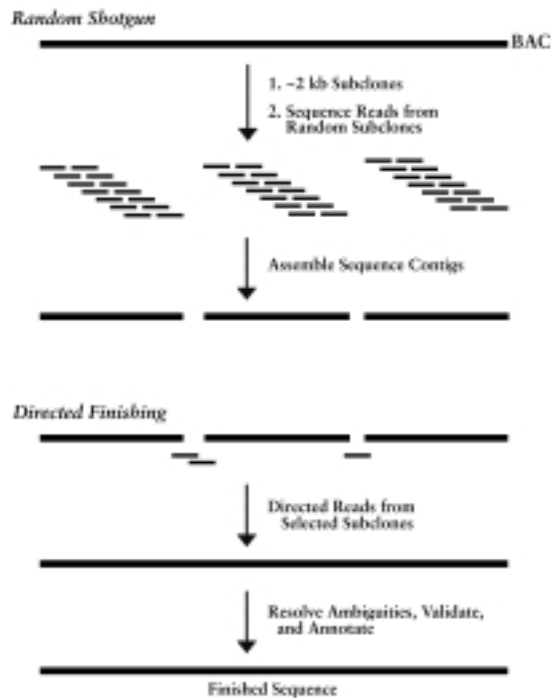 Random Shotgun
BAC
1. ~2 kb Subclones
2. Sequence Reads from
Random Subclones
Assemble Sequence Contigs
Directed Finishing
Directed Reads from
Selected Subclones
Resolve Ambiguities, Validate,
and Annotate
Finished Sequence